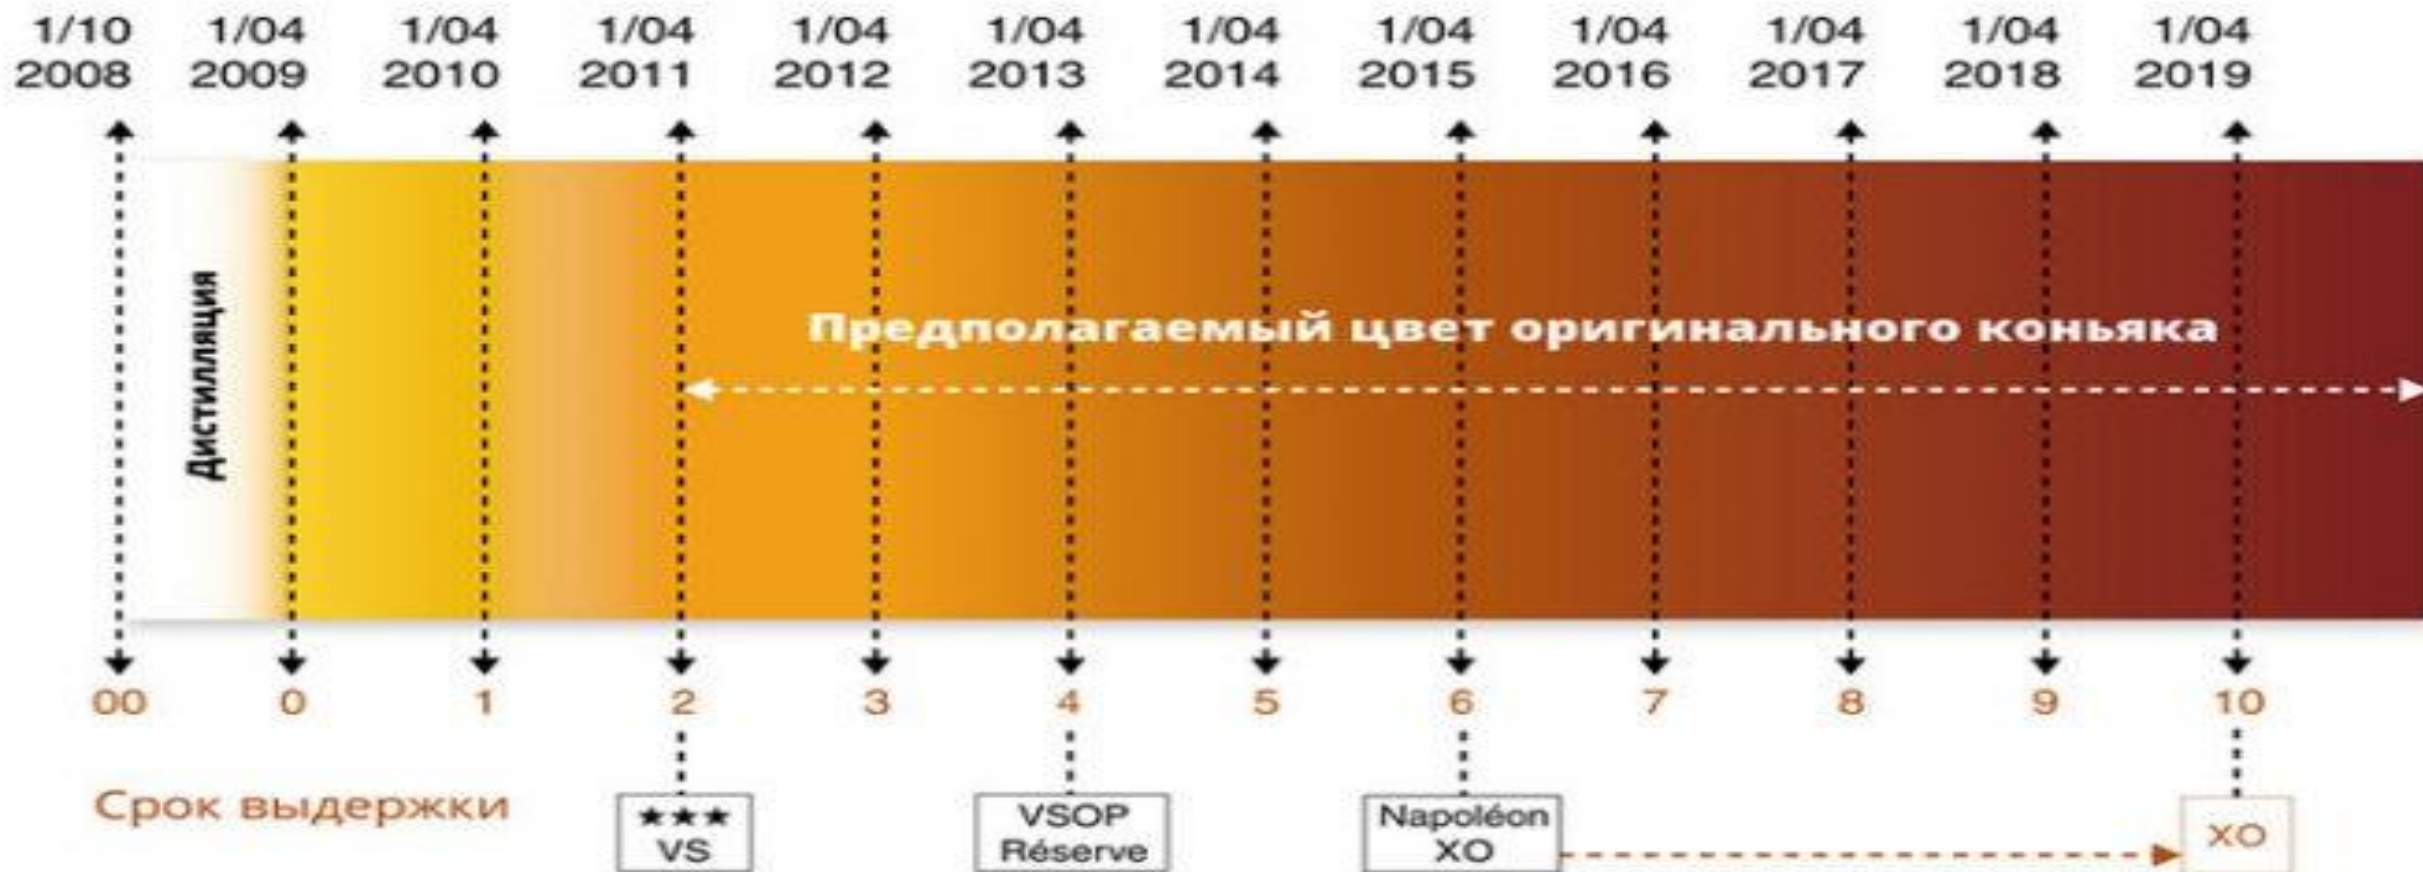 1/10 1/04 1/04 1/04 1/04 1/04 1/04 1/04 1/04 1/04 1/04 1/04
2008 2009 2010 2011 2012 2013 2014 2015 2016 2017 2018 2019
Дистилляция
Предполагаемый цвет оригинального коньяка
00 0 1 2 3 4 5 6 7 8 9 10
Срок выдержки
★★★
VS
VSOP
Réserve
Napoléon
XO
XO